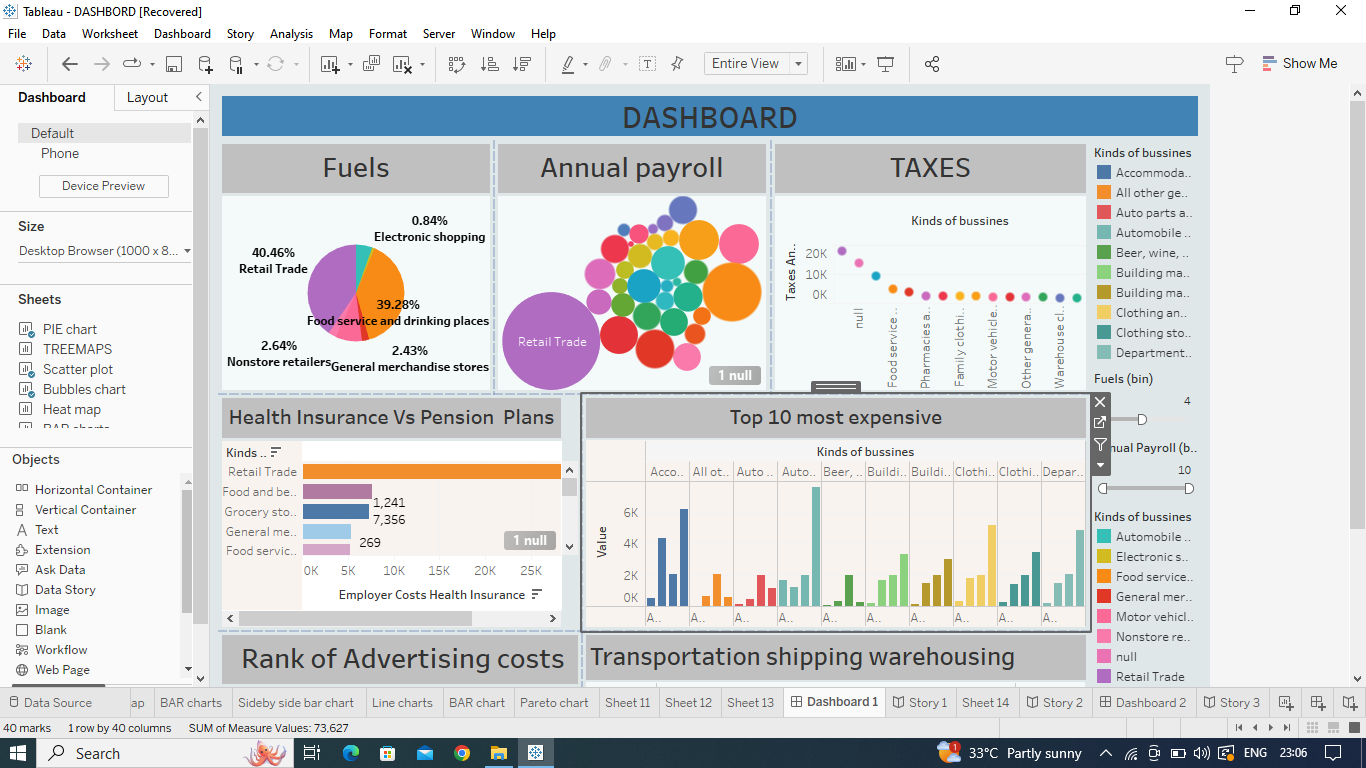 Tableau - DASHBORD [Recovered]
File Data Worksheet Dashboard Story Analysis Map Format Server Window Help
Entire View
Show Me
Dashboard Layout
Default
Phone
Device Preview
Size
Desktop Browser (1000 x 8...
Sheets
PIE chart
TREEMAPS
Scatter plot
Bubbles chart
Heat map
BAR charts
Objects
Horizontal Container
Vertical Container
Text
Extension
Ask Data
Data Story
Image
Blank
Workflow
Web Page
DASHBOARD
Fuels
0.84%
Electronic shopping
40.46%
Retail Trade
39.28%
Food service and drinking places
2.64%
Nonstore retailers
2.43%
General merchandise stores
Annual payroll
Retail Trade
1 null
TAXES
Kinds of bussines
Taxes An..
20K
10K
0K
null
Food service ..
Pharmacies a..
Family clothi..
Motor vehicle..
Other genera..
Warehouse cl..
Kinds of bussines
Accommoda..
All other ge..
Auto parts a..
Automobile ..
Beer, wine, ..
Building ma..
Building ma..
Clothing an..
Clothing sto..
Department..
Fuels (bin)
4
nual Payroll (b..
10
Kinds of bussines
Automobile ..
Electronic s..
Food service..
General mer..
Motor vehicl..
Nonstore re..
null
Retail Trade
Health Insurance Vs Pension Plans
Kinds ..
Retail Trade
Food and be..
Grocery sto..
General me..
Food servic..
1,241
7,356
269
1 null
0K 5K 10K 15K 20K 25K
Employer Costs Health Insurance
Top 10 most expensive
Kinds of bussines
Acco.. All ot.. Auto .. Auto.. Beer, .. Buildi.. Buildi.. Clothi.. Clothi.. Depar..
Value
6K
4K
2K
0K
A.. A.. A.. A.. A.. A.. A.. A.. A.. A..
Rank of Advertising costs
Transportation shipping warehousing
Data Source ap BAR charts Sideby side bar chart Line charts BAR chart Pareto chart Sheet 11 Sheet 12 Sheet 13 Dashboard 1 Story 1 Sheet 14 Story 2 Dashboard 2 Story 3
40 marks 1 row by 40 columns SUM of Measure Values: 73,627
Search
1
33°C Partly sunny
ENG 23:06